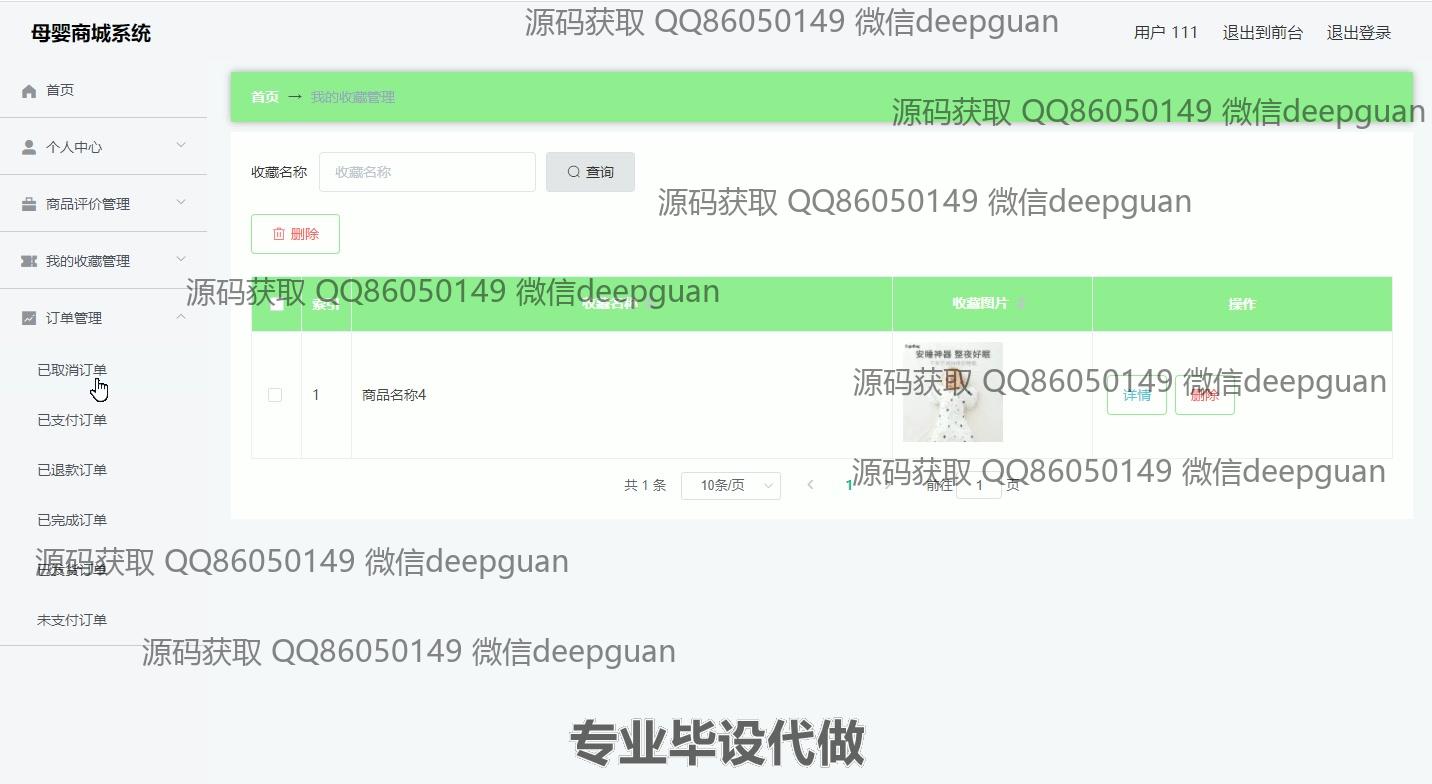 母婴商城系统
源码获取 QQ86050149 微信deepguan
用户 111 退出到前台 退出登录
首页
首页 → 我的收藏管理
源码获取 QQ86050149 微信deepguan
个人中心
收藏名称 收藏名称 查询
商品评价管理
源码获取 QQ86050149 微信deepguan
删除
我的收藏管理
源码获取 QQ86050149 微信deepguan
索引 收藏名称 收藏图片 操作
订单管理
安睡神器 整夜好眠
已取消订单
源码获取 QQ86050149 微信deepguan
1 商品名称4 详情 删除
已支付订单
已退款订单
源码获取 QQ86050149 微信deepguan
共 1 条 10条/页 1 前往 1 页
已完成订单
源码获取 QQ86050149 微信deepguan
已发货订单
未支付订单
源码获取 QQ86050149 微信deepguan
专业毕设代做